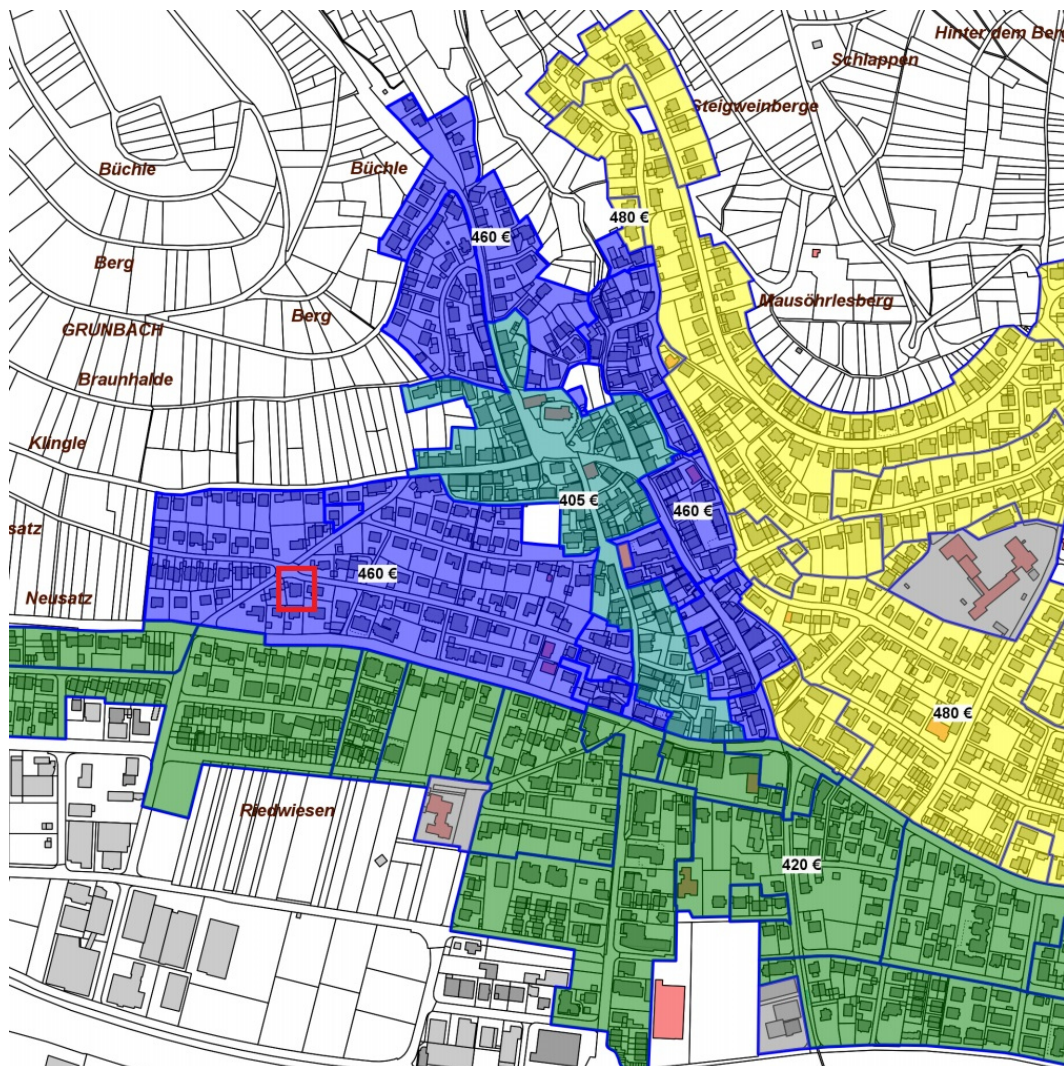 Hinter dem Berg
Schlappen
Steigweinberge
Büchle
Büchle
480 €
460 €
Berg
Mausöhrlesberg
Berg
GRUNBACH
Braunhalde
Klingle
405 €
460 €
satz
460 €
Neusatz
480 €
Riedwiesen
420 €